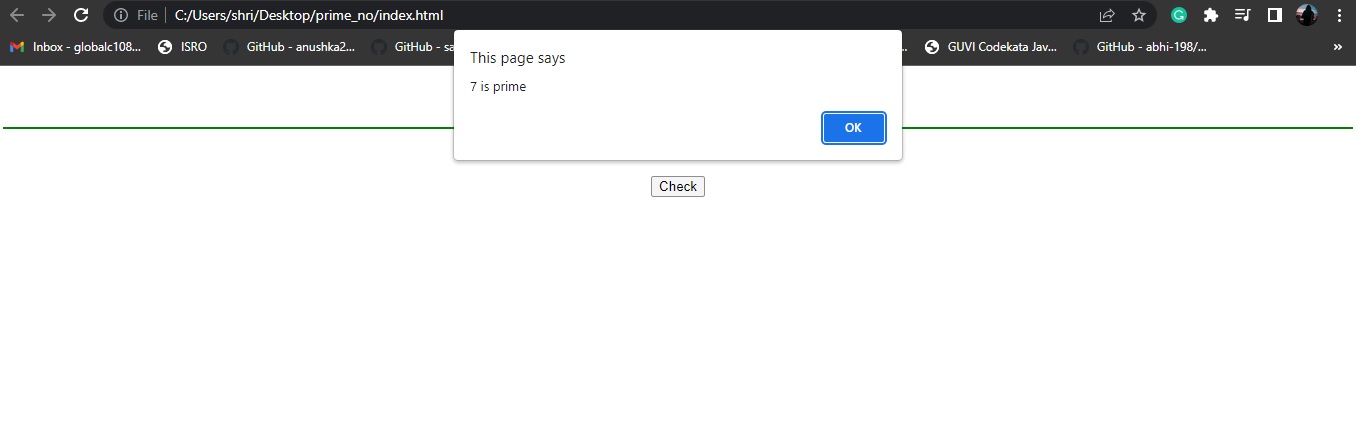 File C:/Users/shri/Desktop/prime_no/index.html
Inbox - globalc108... ISRO GitHub - anushka2... GitHub - sa ... GUVI Codekata Jav... GitHub - abhi-198/... »
This page says
7 is prime
OK
Check